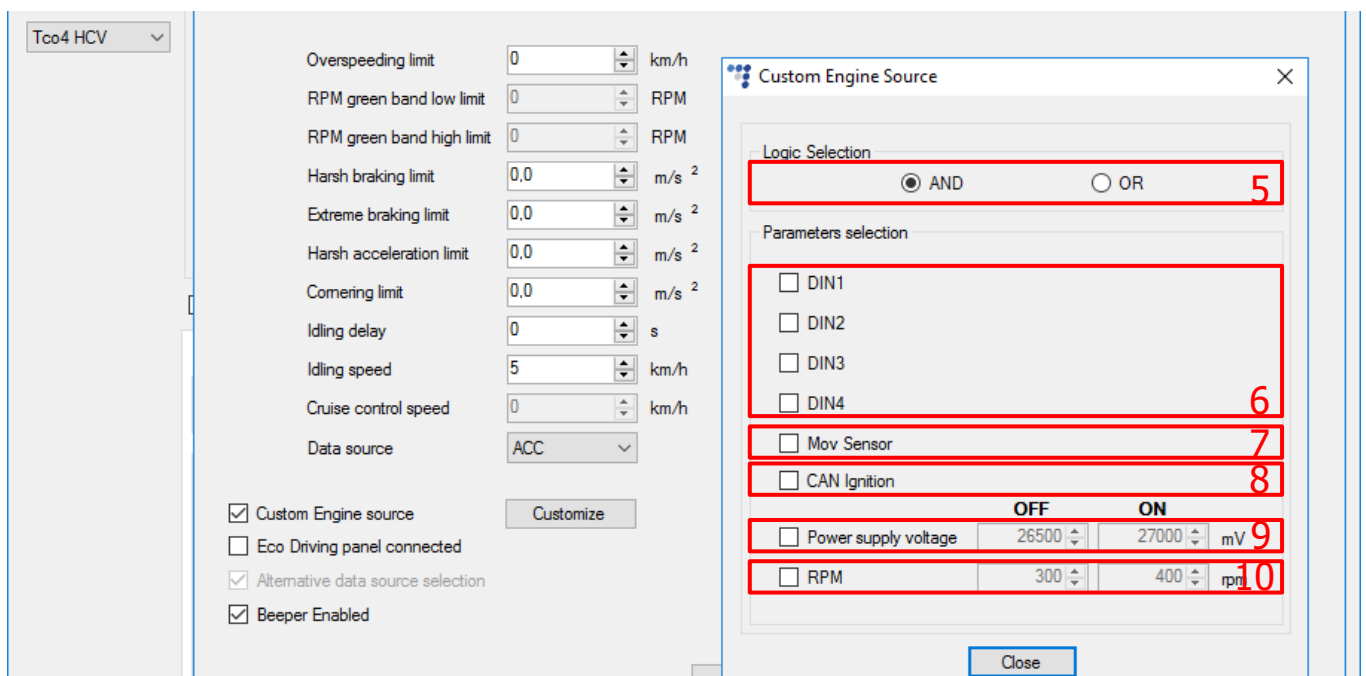 Tco4 HCV
Overspeeding limit 0 km/h
RPM green band low limit 0 RPM
RPM green band high limit 0 RPM
Harsh braking limit 0,0 m/s 2
Extreme braking limit 0,0 m/s 2
Harsh acceleration limit 0,0 m/s 2
Cornering limit 0,0 m/s 2
Idling delay 0 s
Idling speed 5 km/h
Cruise control speed 0 km/h
Data source ACC
Custom Engine source Customize
Eco Driving panel connected
Alternative data source selection
Beeper Enabled
Custom Engine Source
Logic Selection
AND OR 5
Parameters selection
DIN1
DIN2
DIN3
DIN4 6
Mov Sensor 7
CAN Ignition 8
OFF ON
Power supply voltage 26500 27000 mV 9
RPM 300 400 rpm 10
Close